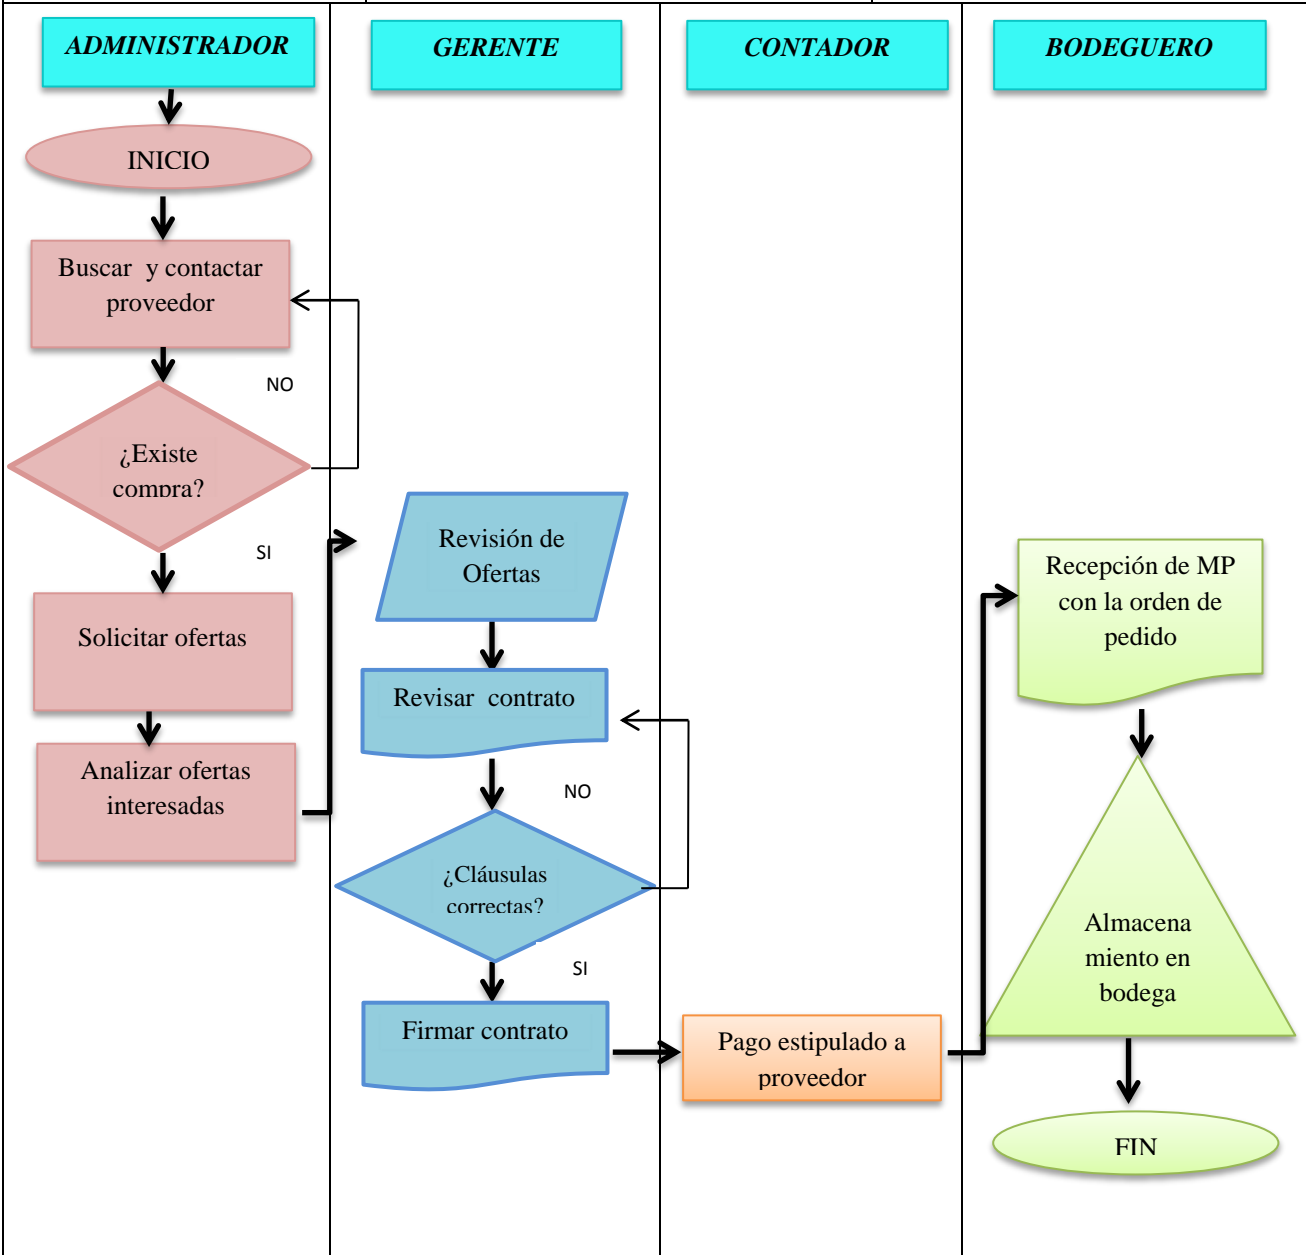 ADMINISTRADOR
GERENTE
CONTADOR
BODEGUERO
INICIO
Buscar y contactar
proveedor
NO
¿Existe
compra?
SI
Solicitar ofertas
Analizar ofertas
interesadas
Revisión de
Ofertas
Revisar contrato
NO
¿Cláusulas
correctas?
SI
Firmar contrato
Pago estipulado a
proveedor
Recepción de MP
con la orden de
pedido
Almacena
miento en
bodega
FIN